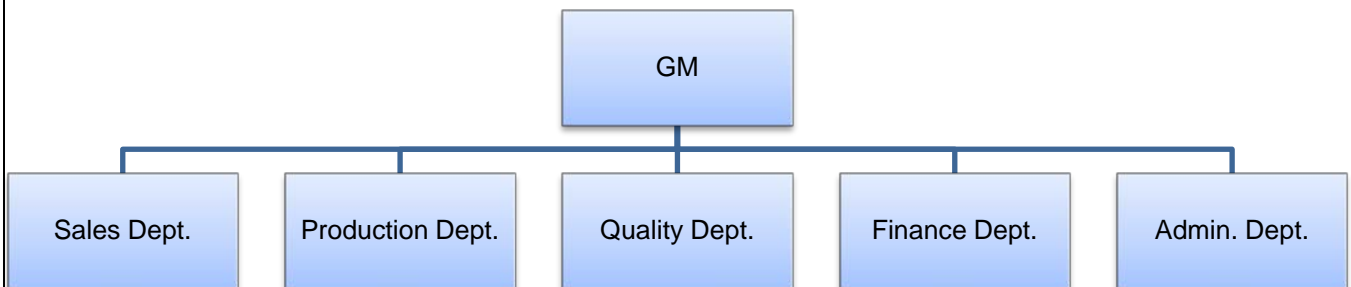 GM
Sales Dept.
Production Dept.
Quality Dept.
Finance Dept.
Admin. Dept.